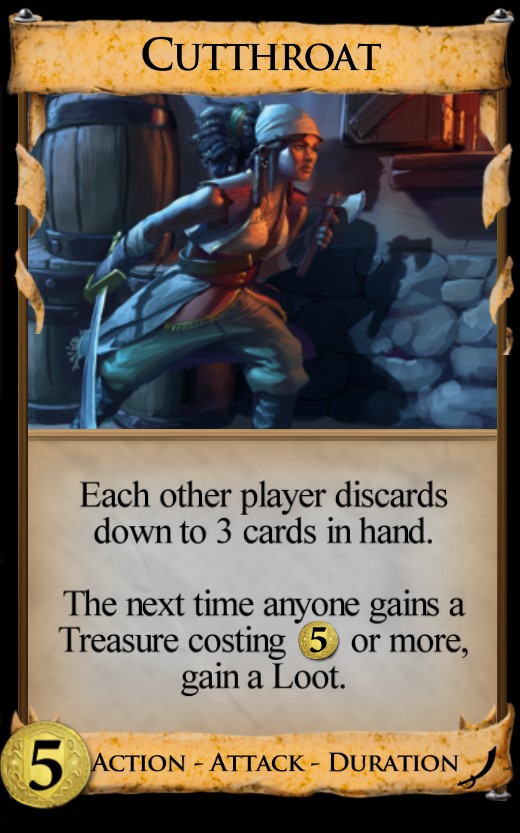 CUTTHROAT
Each other player discards
down to 3 cards in hand.
The next time anyone gains a
Treasure costing 5 or more,
gain a Loot.
5 ACTION - ATTACK - DURATION